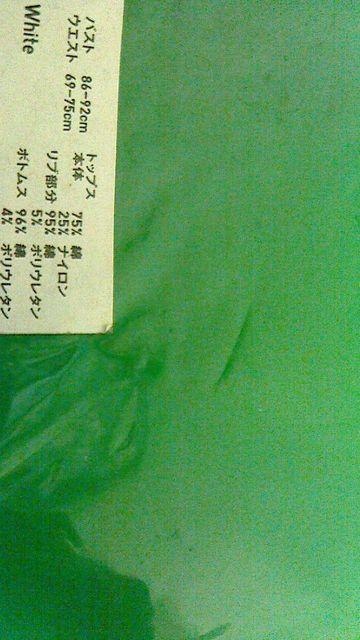 バスト 86-92cm
ウエスト 69-75cm
White
トップス
本体 75% 綿
25% ナイロン
リブ部分 95% 綿
5% ポリウレタン
ボトムス 96% 綿
4% ポリウレタン